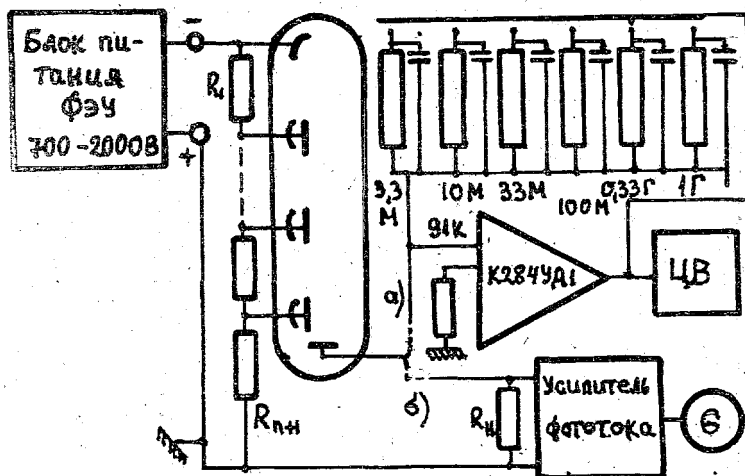 Блок пи-
тания
ФЭУ
700-2000В
-
+
R₁
Rn+1
3,3
М
10М
33М
100М
0,33Г
1Г
91К
К284УД1
ЦВ
а)
б)
Rн
Усилитель
фототока
G